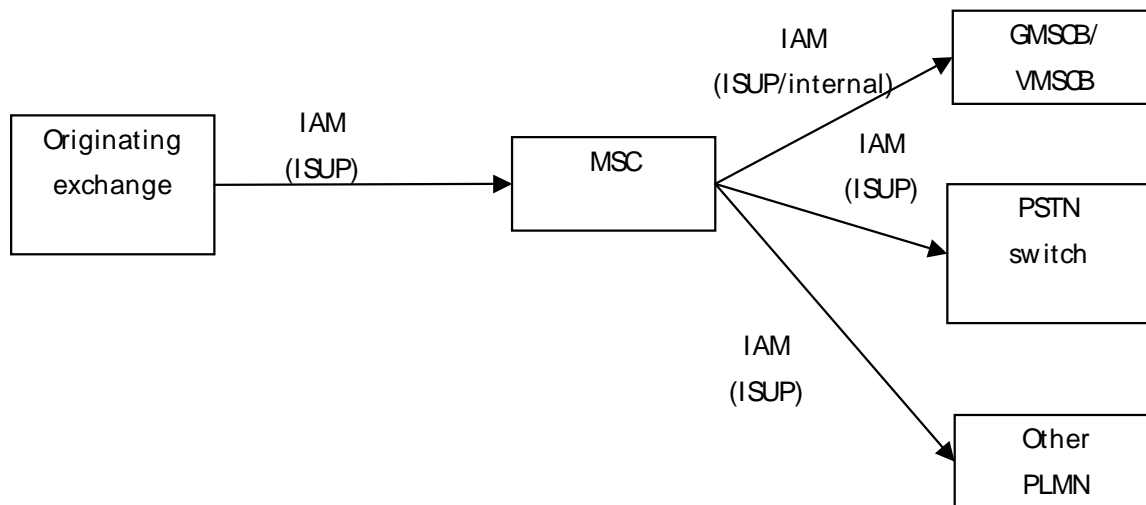 Originating
exchange
IAM
(ISUP)
MSC
IAM
(ISUP/internal)
GMSCB/
VMSCB
IAM
(ISUP)
PSTN
switch
IAM
(ISUP)
Other
PLMN